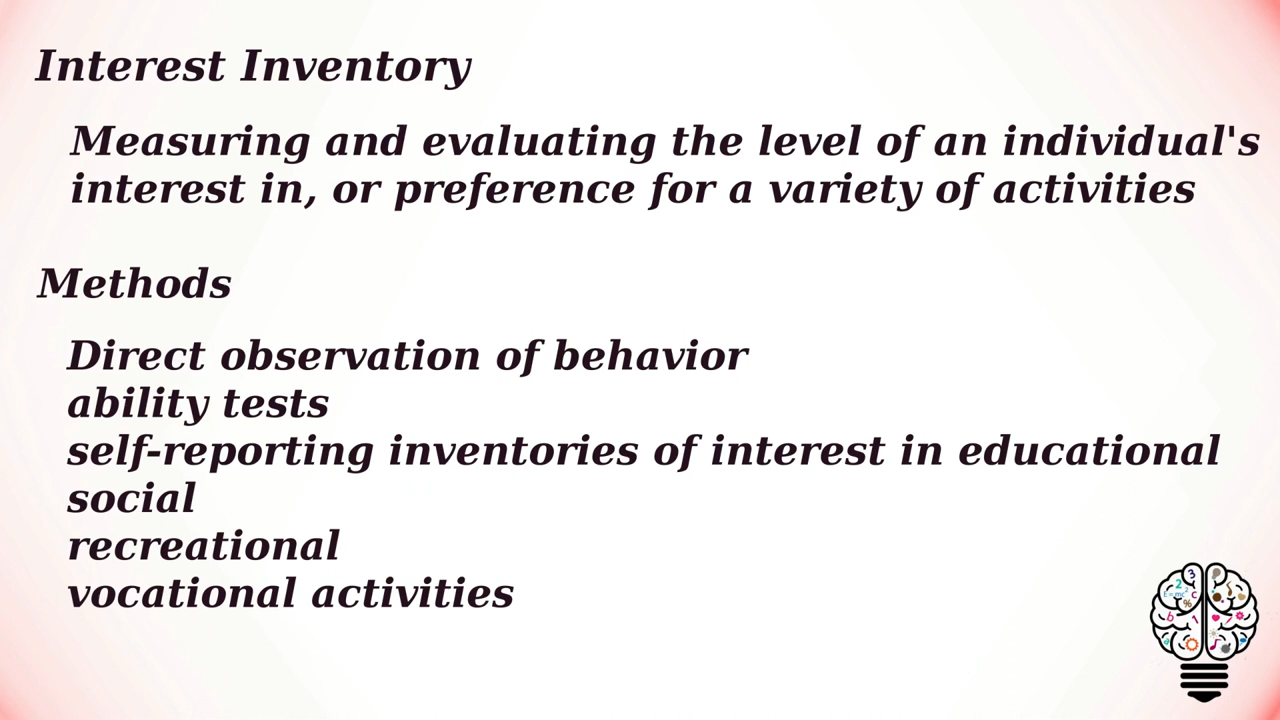 Interest Inventory
Measuring and evaluating the level of an individual's
interest in, or preference for a variety of activities
Methods
Direct observation of behavior
ability tests
self-reporting inventories of interest in educational
social
recreational
vocational activities